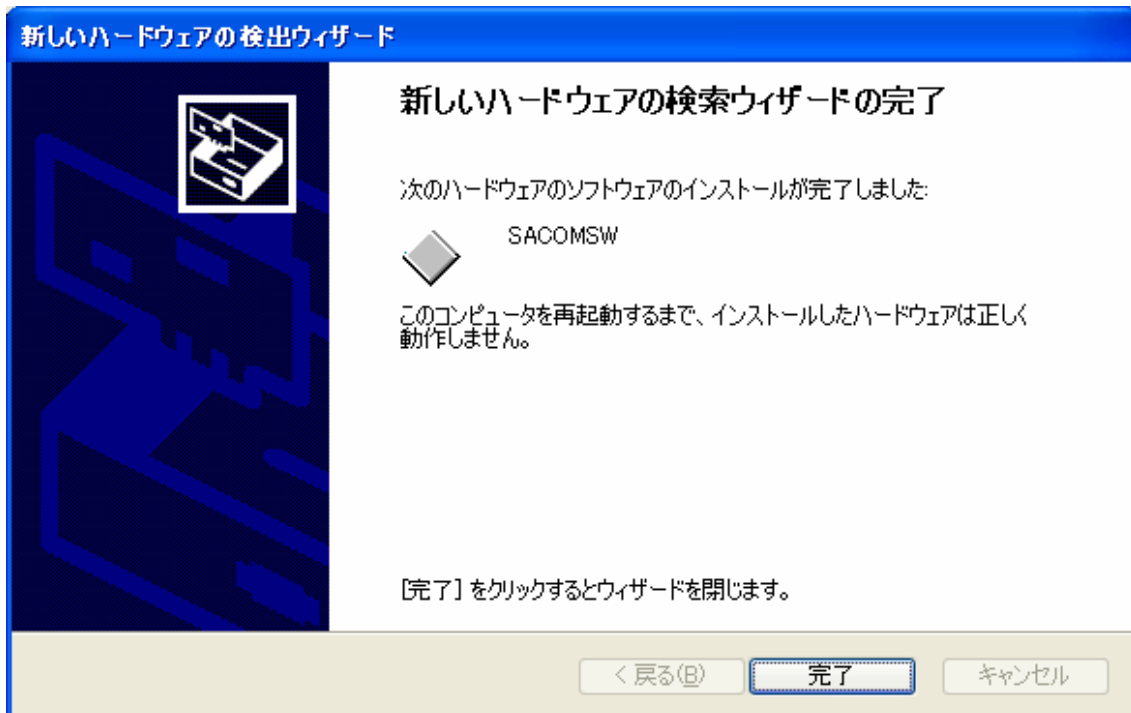 新しいハードウェアの検出ウィザード
新しいハードウェアの検索ウィザードの完了
次のハードウェアのソフトウェアのインストールが完了しました:
SACOMSW
このコンピュータを再起動するまで、インストールしたハードウェアは正しく
動作しません。
[完了] をクリックするとウィザードを閉じます。
< 戻る(B)
完了
キャンセル